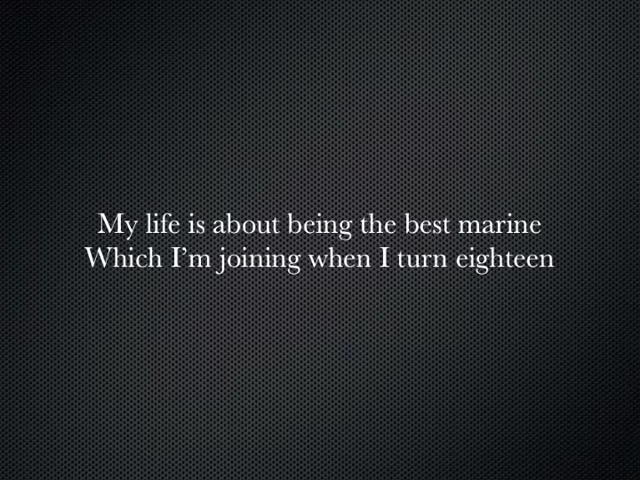 My life is about being the best marine
Which I’m joining when I turn eighteen